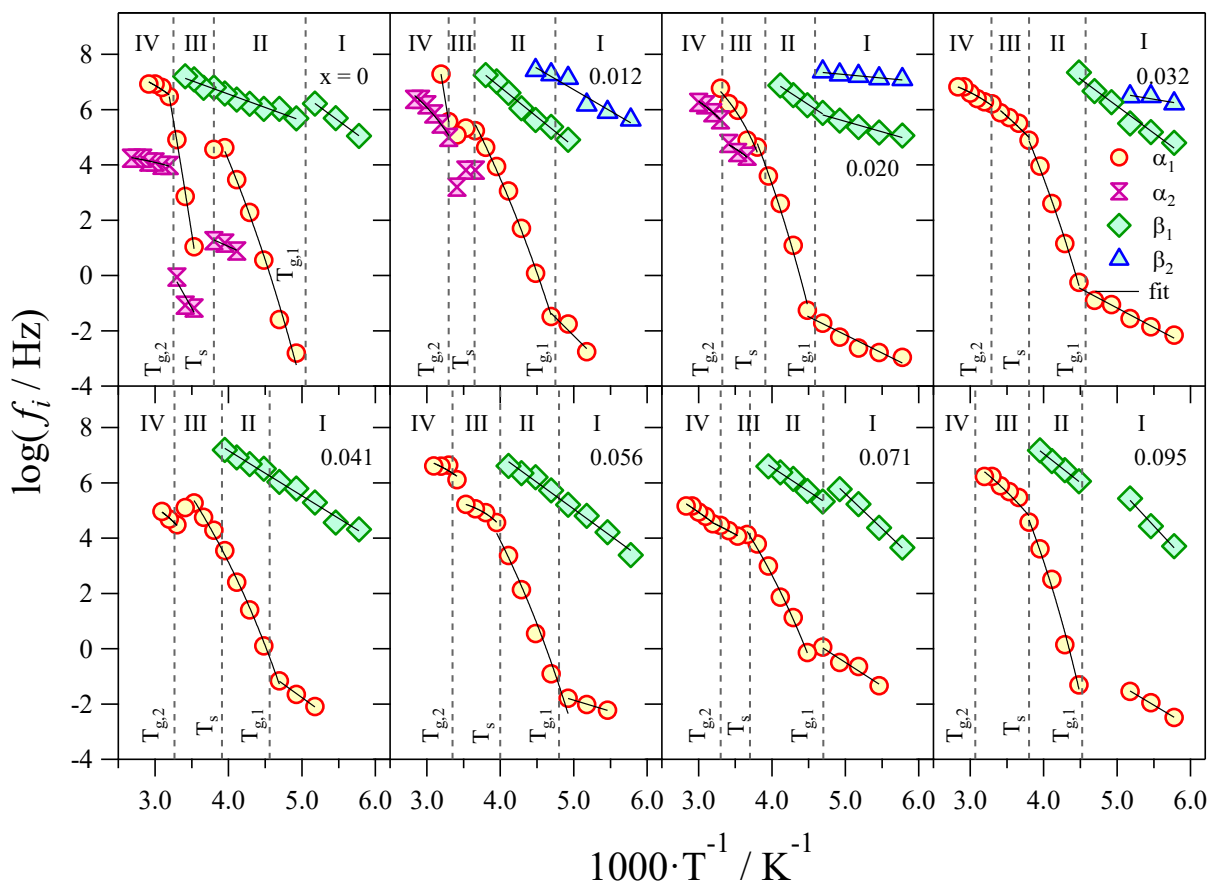 log(fᵢ / Hz)
8
6
4
2
0
-2
-4
IV III II I
x = 0
T_g,1
T_g,2
T_s
IV III II I
0.012
T_g,2
T_s
T_g,1
IV III II I
0.020
T_g,2
T_s
T_g,1
IV III II I
0.032
α₁
α₂
β₁
β₂
fit
T_g,2
T_s
T_g,1
8
6
4
2
0
-2
-4
IV III II I
0.041
T_g,2
T_s
T_g,1
IV III II I
0.056
T_g,2
T_s
T_g,1
IV III II I
0.071
T_g,2
T_s
T_g,1
IV III II I
0.095
T_g,2
T_s
T_g,1
3.0 4.0 5.0 6.0
3.0 4.0 5.0 6.0
3.0 4.0 5.0 6.0
3.0 4.0 5.0 6.0
1000·T⁻¹ / K⁻¹